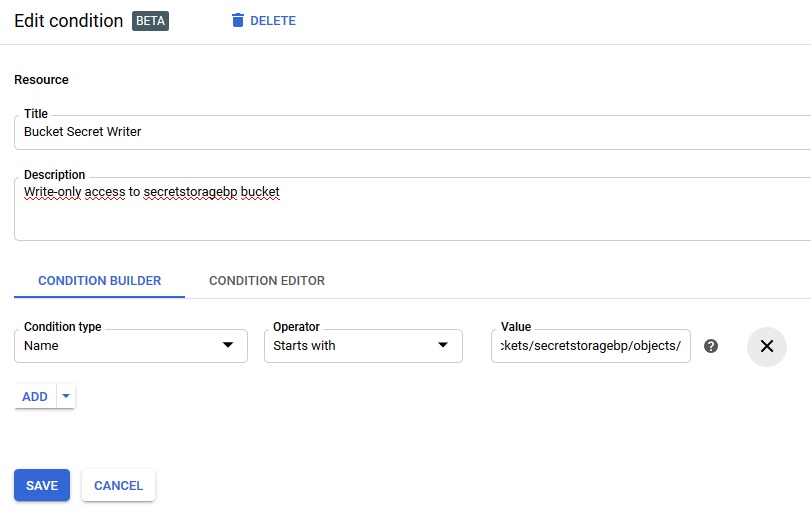 Edit condition BETA DELETE
Resource
Title
Bucket Secret Writer
Description
Write-only access to secretstoragebp bucket
CONDITION BUILDER CONDITION EDITOR
Condition type Operator Value
Name Starts with kets/secretstoragebp/objects/
ADD
SAVE CANCEL